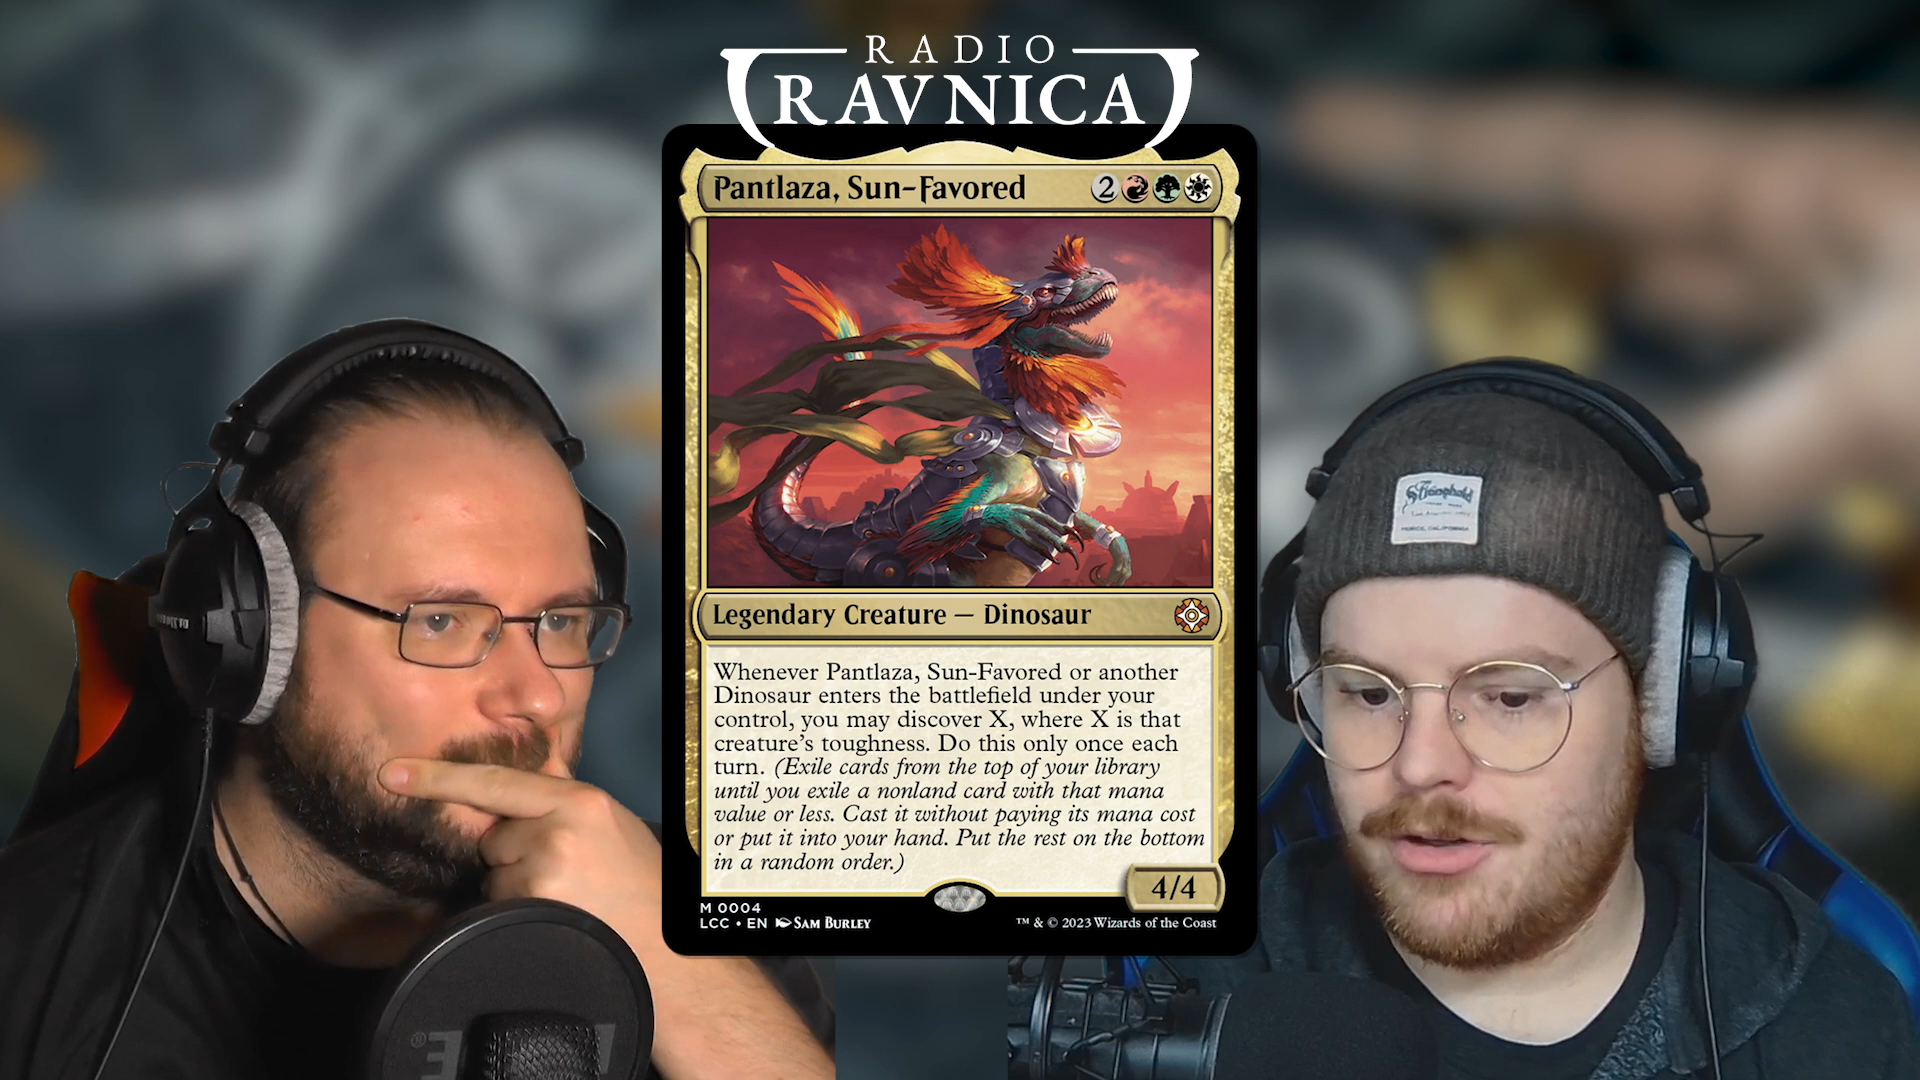 RADIO
RAVNICA
Pantlaza, Sun-Favored 2
Legendary Creature — Dinosaur
Whenever Pantlaza, Sun-Favored or another
Dinosaur enters the battlefield under your
control, you may discover X, where X is that
creature's toughness. Do this only once each
turn. (Exile cards from the top of your library
until you exile a nonland card with that mana
value or less. Cast it without paying its mana cost
or put it into your hand. Put the rest on the bottom
in a random order.)
4/4
M 0004
LCC • EN SAM BURLEY
™ & © 2023 Wizards of the Coast
Stronghold